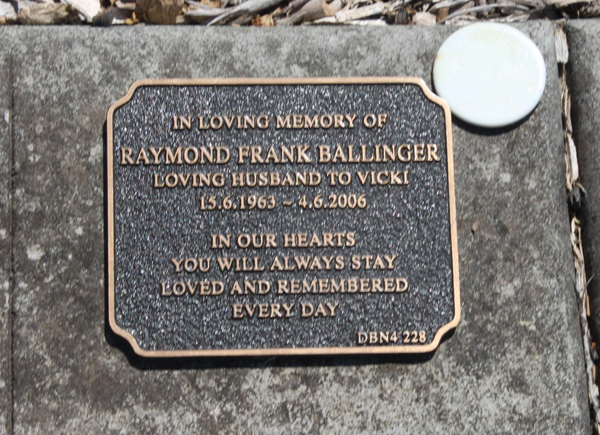 IN LOVING MEMORY OF
RAYMOND FRANK BALLINGER
LOVING HUSBAND TO VICKI
15.6.1963 ~ 4.6.2006
IN OUR HEARTS
YOU WILL ALWAYS STAY
LOVED AND REMEMBERED
EVERY DAY
DBN4 228